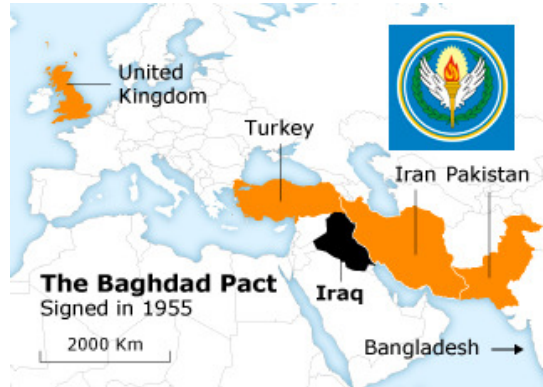 United
Kingdom
Turkey
Iran Pakistan
The Baghdad Pact
Signed in 1955
Iraq
2000 Km
Bangladesh